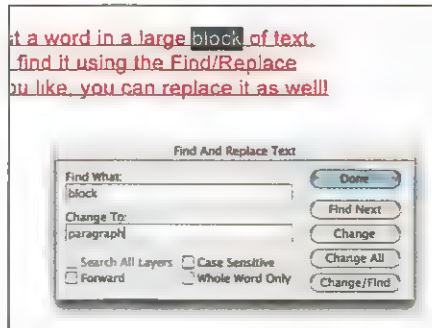 t a word in a large block of text,
find it using the Find/Replace
ou like, you can replace it as well!
Find And Replace Text
Find What:
block
Change To:
paragraph
Search All Layers
Case Sensitive
Forward
Whole Word Only
Done
Find Next
Change
Change All
Change/Find